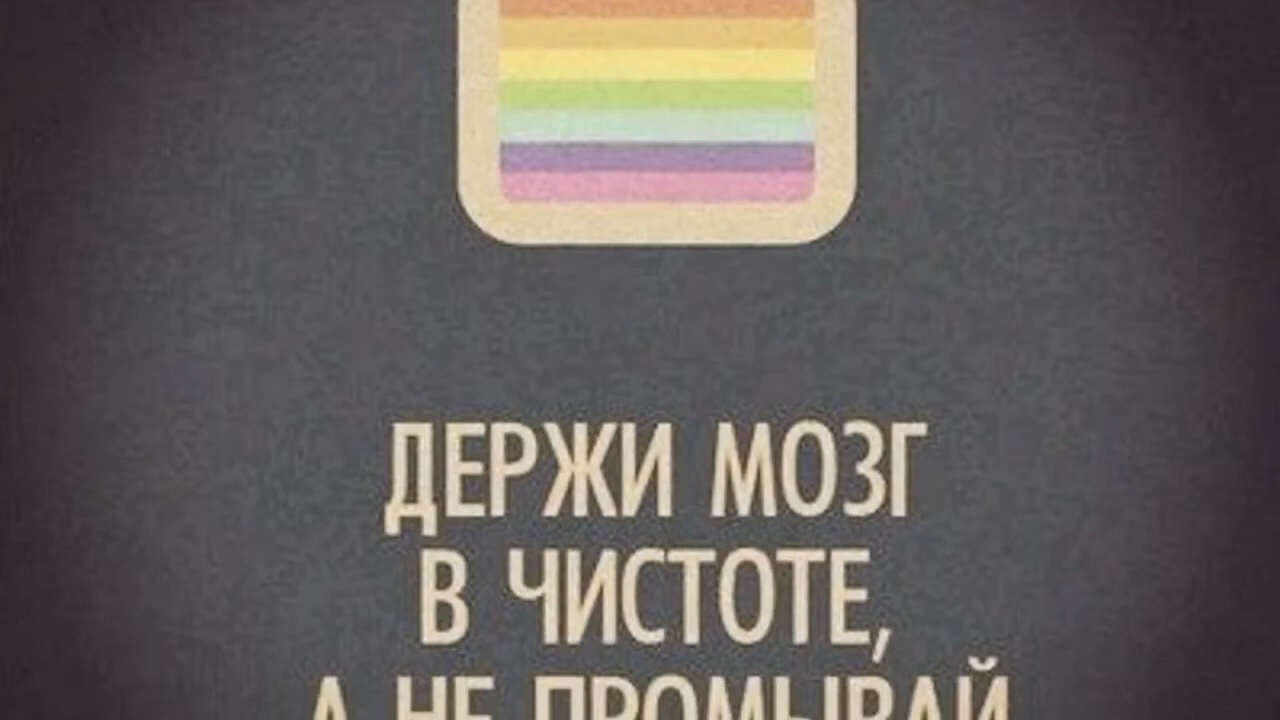 ДЕРЖИ МОЗГ
В ЧИСТОТЕ,
А НЕ ПРОМЫВАЙ